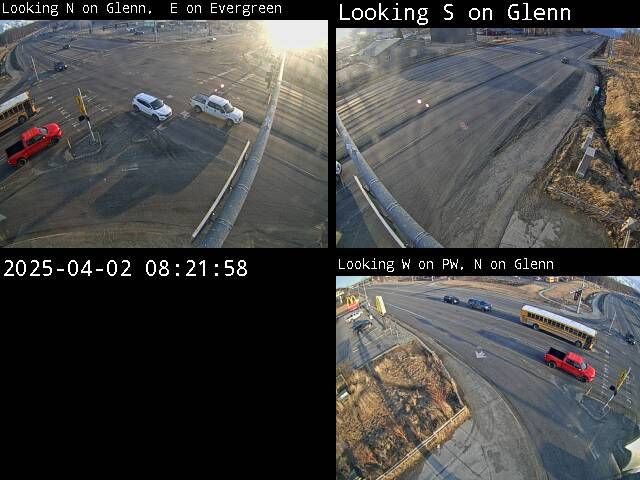 Looking N on Glenn,  E on Evergreen
Looking S on Glenn
2025-04-02 08:21:58
Looking W on PW, N on Glenn